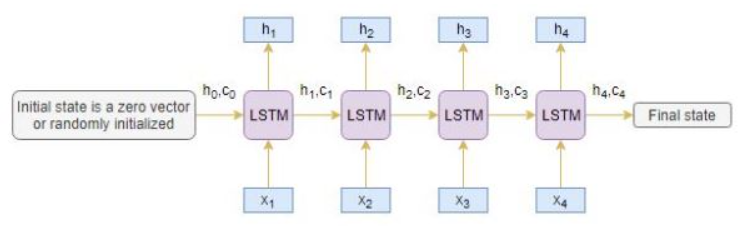 h₁ h₂ h₃ h₄
h₀,c₀ h₁,c₁ h₂,c₂ h₃,c₃ h₄,c₄
Initial state is a zero vector
or randomly initialized
LSTM LSTM LSTM LSTM
Final state
X₁ X₂ X₃ X₄